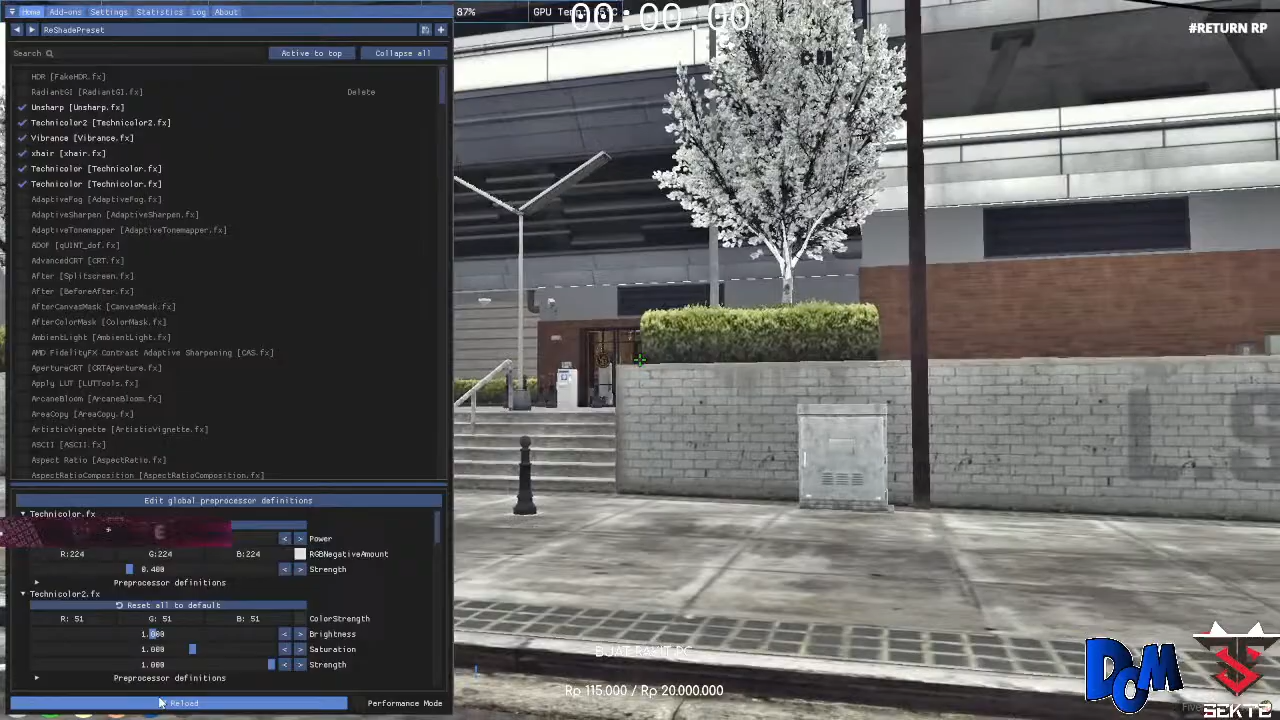 Home Add-ons Settings Statistics Log About
87%
00:00:00
#RETURN RP
ReShadePreset
Search Active to top Collapse all
HDR [FakeHDR.fx]
RadiantGI [RadiantGI.fx] Delete
Unsharp [Unsharp.fx]
Technicolor2 [Technicolor2.fx]
Vibrance [Vibrance.fx]
xhair [xhair.fx]
Technicolor [Technicolor.fx]
Technicolor [Technicolor.fx]
AdaptiveFog [AdaptiveFog.fx]
AdaptiveSharpen [AdaptiveSharpen.fx]
AdaptiveTonemapper [AdaptiveTonemapper.fx]
ADOF [qUINT_dof.fx]
AdvancedCRT [CRT.fx]
After [Splitscreen.fx]
After [BeforeAfter.fx]
AfterCanvasMask [CanvasMask.fx]
AfterColorMask [ColorMask.fx]
AmbientLight [AmbientLight.fx]
AMD FidelityFX Contrast Adaptive Sharpening [CAS.fx]
ApertureCRT [CRTAperture.fx]
Apply LUT [LUTTools.fx]
ArcaneBloom [ArcaneBloom.fx]
AreaCopy [AreaCopy.fx]
ArtisticVignette [ArtisticVignette.fx]
ASCII [ASCII.fx]
Aspect Ratio [AspectRatio.fx]
AspectRatio [AspectRatioComposition.fx]
Edit global preprocessor definitions
Technicolor.fx
Power
R:224 G:224 B:224 RGBNegativeAmount
0.400 Strength
Preprocessor definitions
Technicolor2.fx
Reset all to default
R: 51 G: 51 B: 51 ColorStrength
Brightness
1.000 Saturation
1.000 Strength
Preprocessor definitions
Reload Performance Mode
Rp 115.000 / Rp 20.000.000
DCM
SEKTE